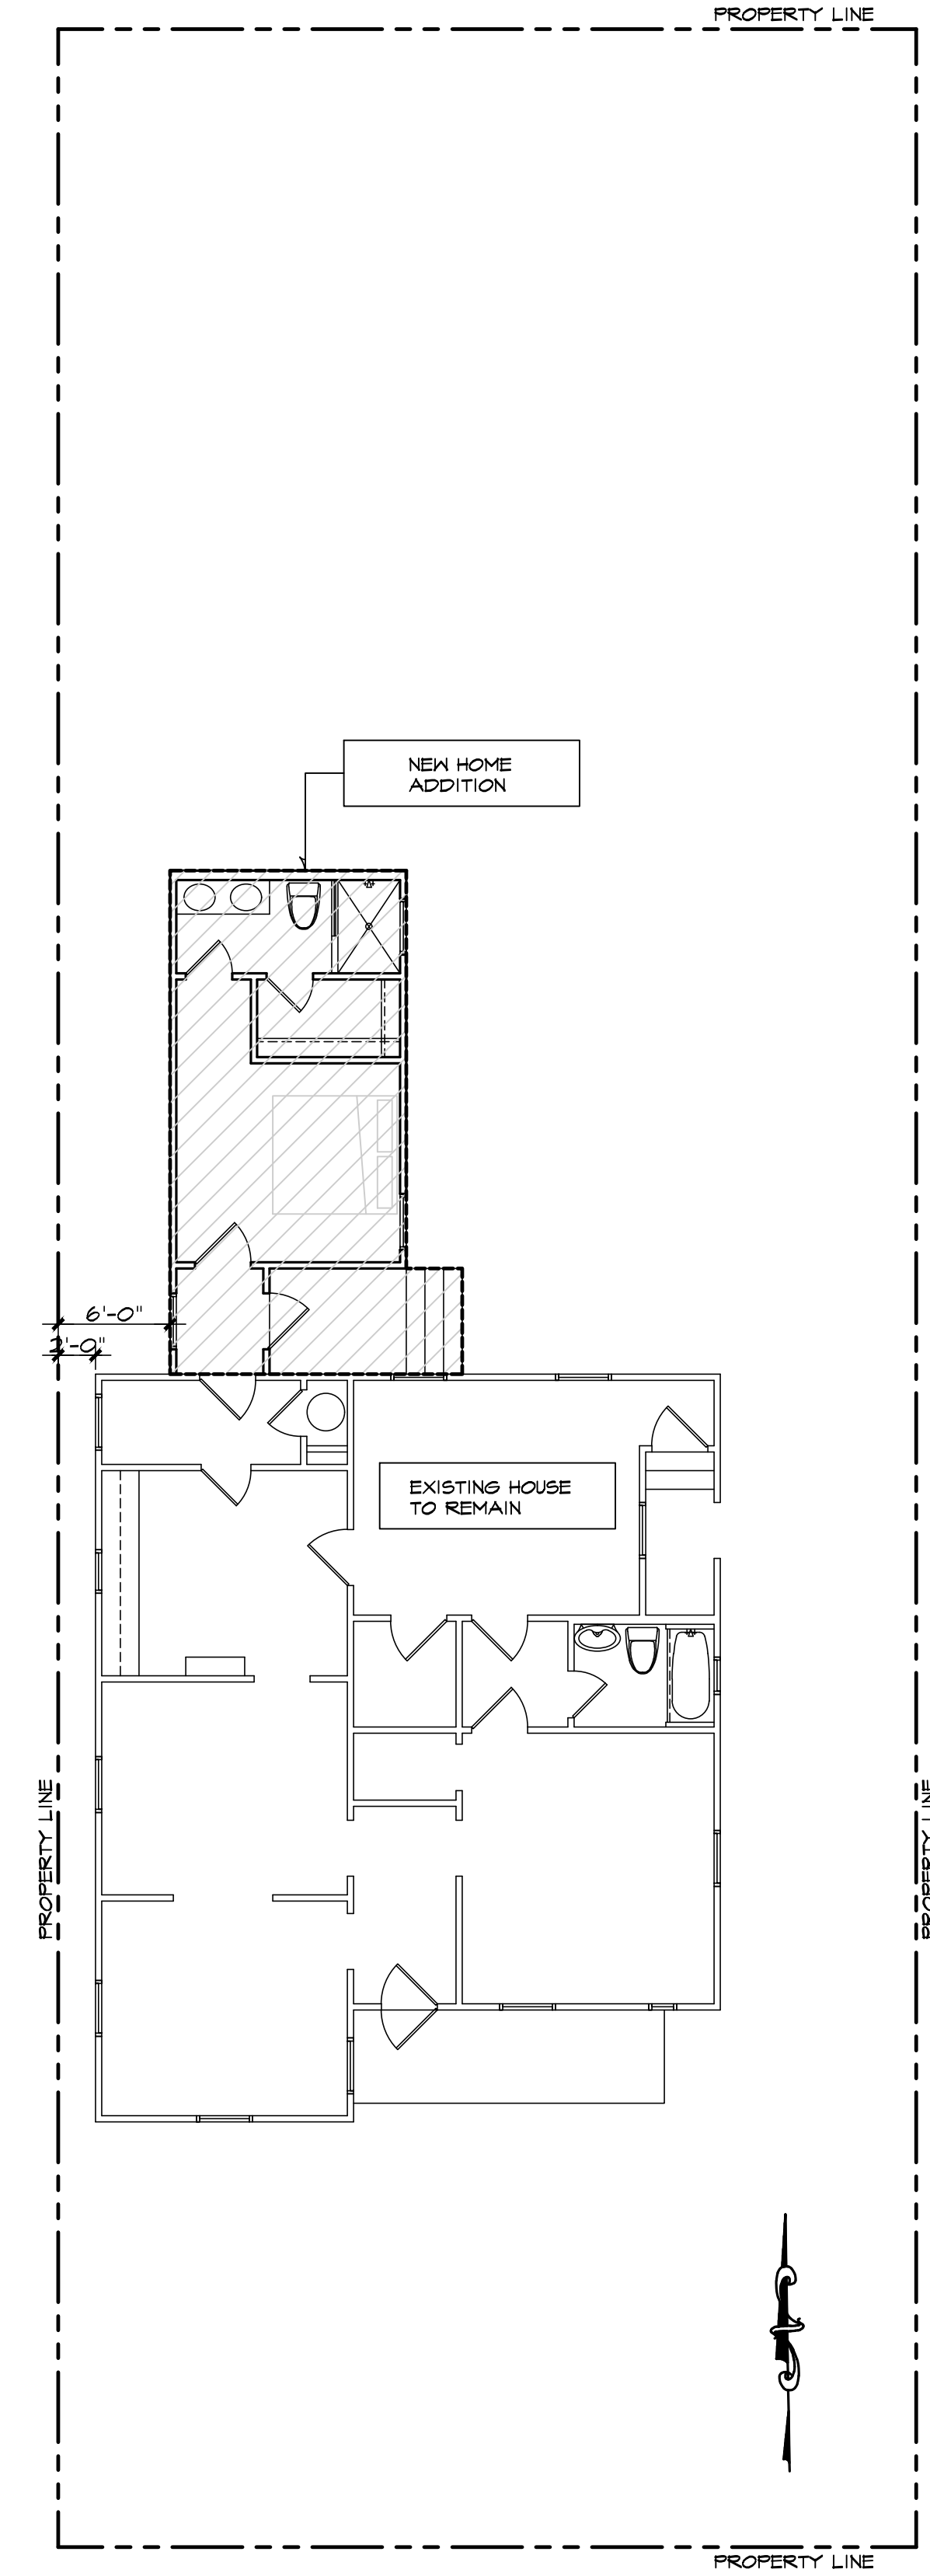 PROPERTY LINE
NEW HOME
ADDITION
6'-0"
2'-0"
EXISTING HOUSE
TO REMAIN
PROPERTY LINE
PROPERTY LINE
PROPERTY LINE